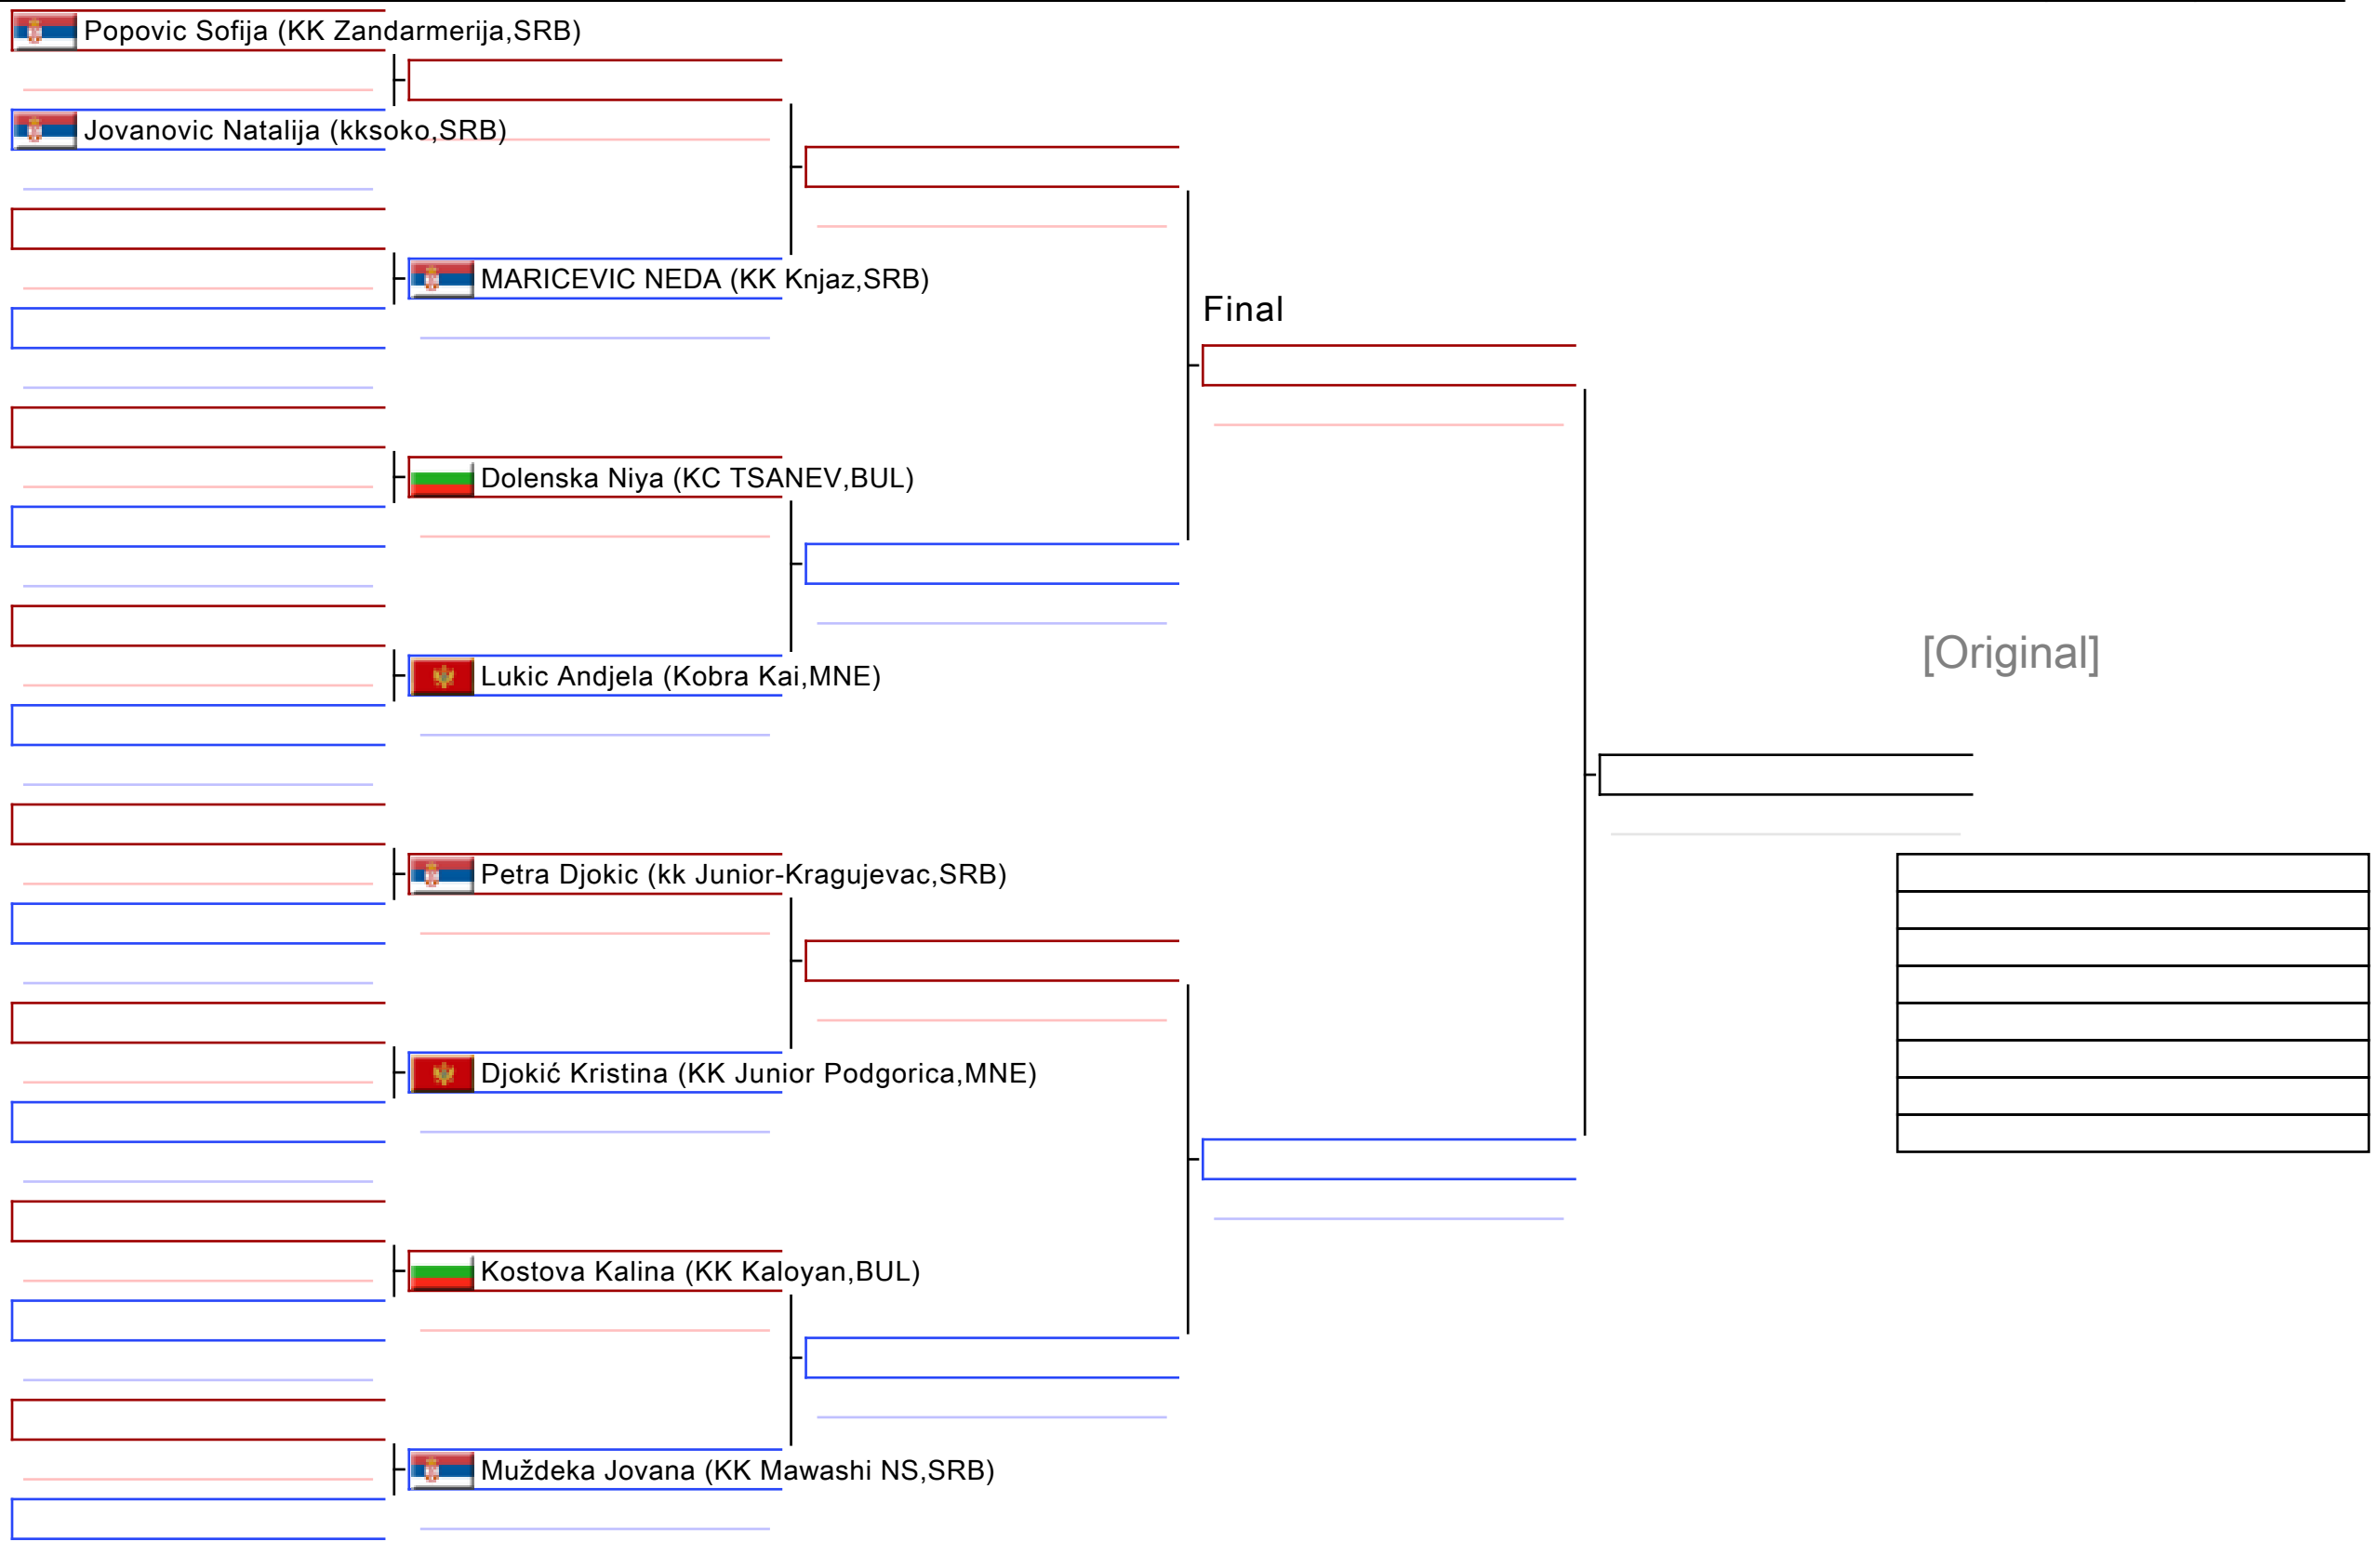 Popovic Sofija (KK Zandarmerija,SRB)
Jovanovic Natalija (kksoko,SRB)
MARICEVIC NEDA (KK Knjaz,SRB)
Final
Dolenska Niya (KC TSANEV,BUL)
[Original]
Lukic Andjela (Kobra Kai,MNE)
Petra Djokic (kk Junior-Kragujevac,SRB)
Djokić Kristina (KK Junior Podgorica,MNE)
Kostova Kalina (KK Kaloyan,BUL)
Muždeka Jovana (KK Mawashi NS,SRB)